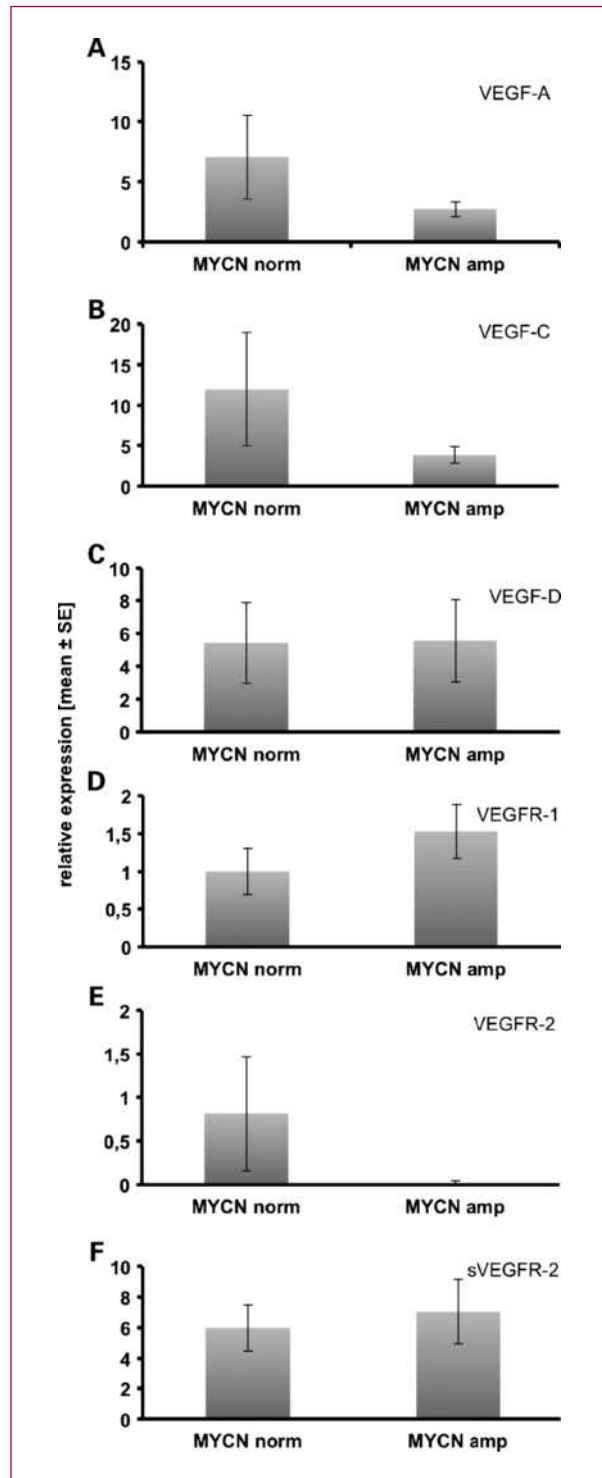 A
15
VEGF-A
10
5
0
MYCN norm MYCN amp
B
20
VEGF-C
15
10
5
0
MYCN norm MYCN amp
relative expression [mean ± SE]
C
10
VEGF-D
8
6
4
2
0
MYCN norm MYCN amp
D
2
VEGFR-1
1,5
1
0,5
0
MYCN norm MYCN amp
E
2
VEGFR-2
1,5
1
0,5
0
MYCN norm MYCN amp
F
10
sVEGFR-2
8
6
4
2
0
MYCN norm MYCN amp